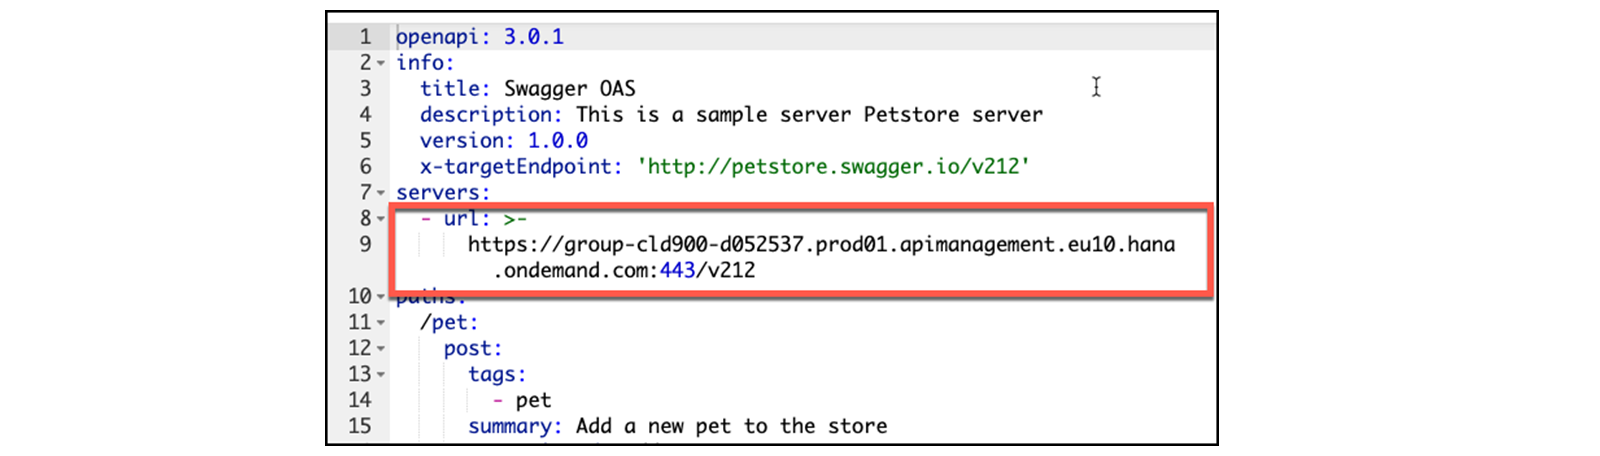 1 openapi: 3.0.1
2 info:
3 title: Swagger OAS
4 description: This is a sample server Petstore server
5 version: 1.0.0
6 x-targetEndpoint: 'http://petstore.swagger.io/v212'
7 servers:
8 - url: >-
9 https://group-cld900-d052537.prod01.apimanagement.eu10.hana
.ondemand.com:443/v212
10 paths:
11 /pet:
12 post:
13 tags:
14 - pet
15 summary: Add a new pet to the store